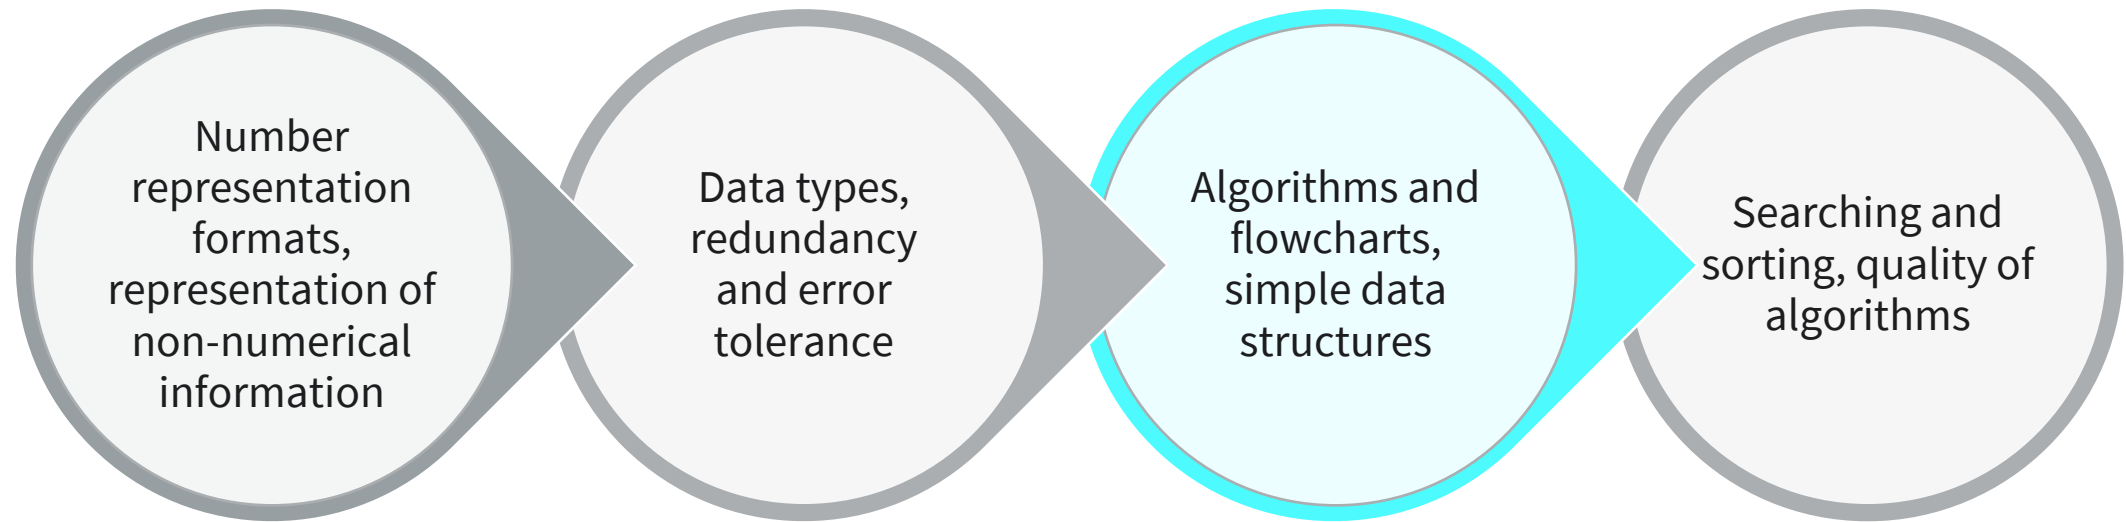 Number
representation
formats,
representation of
non-numerical
information
Data types,
redundancy
and error
tolerance
Algorithms and
flowcharts,
simple data
structures
Searching and
sorting, quality of
algorithms